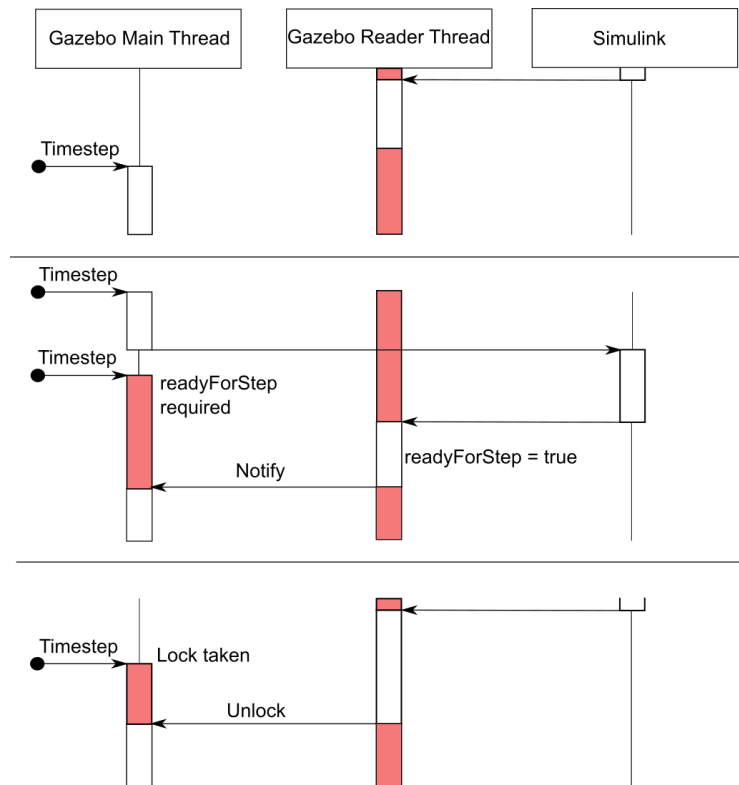 Gazebo Main Thread
Gazebo Reader Thread
Simulink
Timestep
Timestep
Timestep
readyForStep
required
readyForStep = true
Notify
Timestep
Lock taken
Unlock